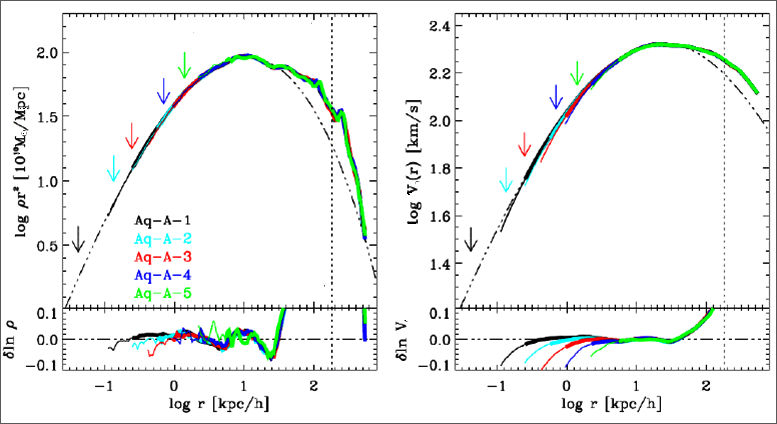 2.0
1.5
1.0
0.5
log ρr² [10¹⁰M☉/Mpc]
Aq-A-1
Aq-A-2
Aq-A-3
Aq-A-4
Aq-A-5
0.1
0.0
-0.1
δln ρ
-1 0 1 2
log r [kpc/h]
2.4
2.2
2.0
1.8
1.6
1.4
(r) [km/s]
log
0.1
0.0
-0.1
δln V
-1 0 1 2
log r [kpc/h]